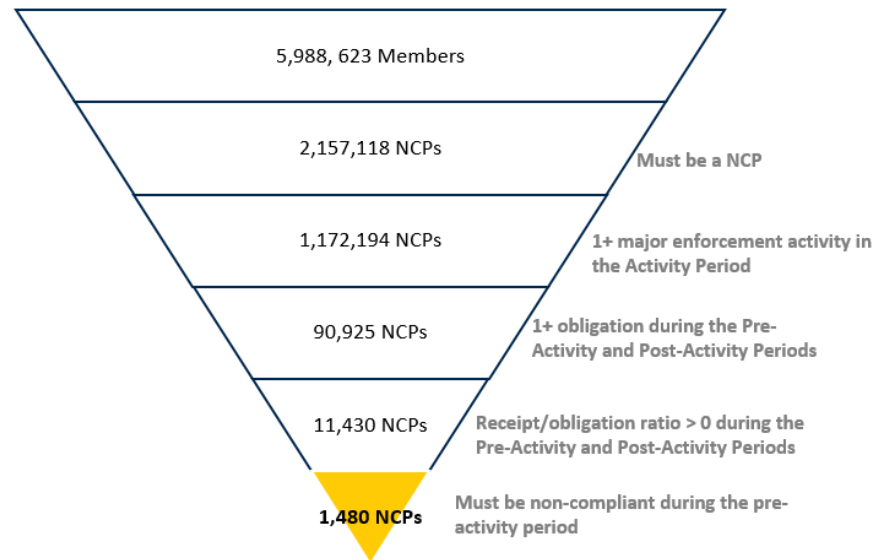 5,988, 623 Members
2,157,118 NCPs
Must be a NCP
1,172,194 NCPs
1+ major enforcement activity in
the Activity Period
90,925 NCPs
1+ obligation during the Pre-
Activity and Post-Activity Periods
11,430 NCPs
Receipt/obligation ratio > 0 during the
Pre-Activity and Post-Activity Periods
1,480 NCPs
Must be non-compliant during the pre-
activity period